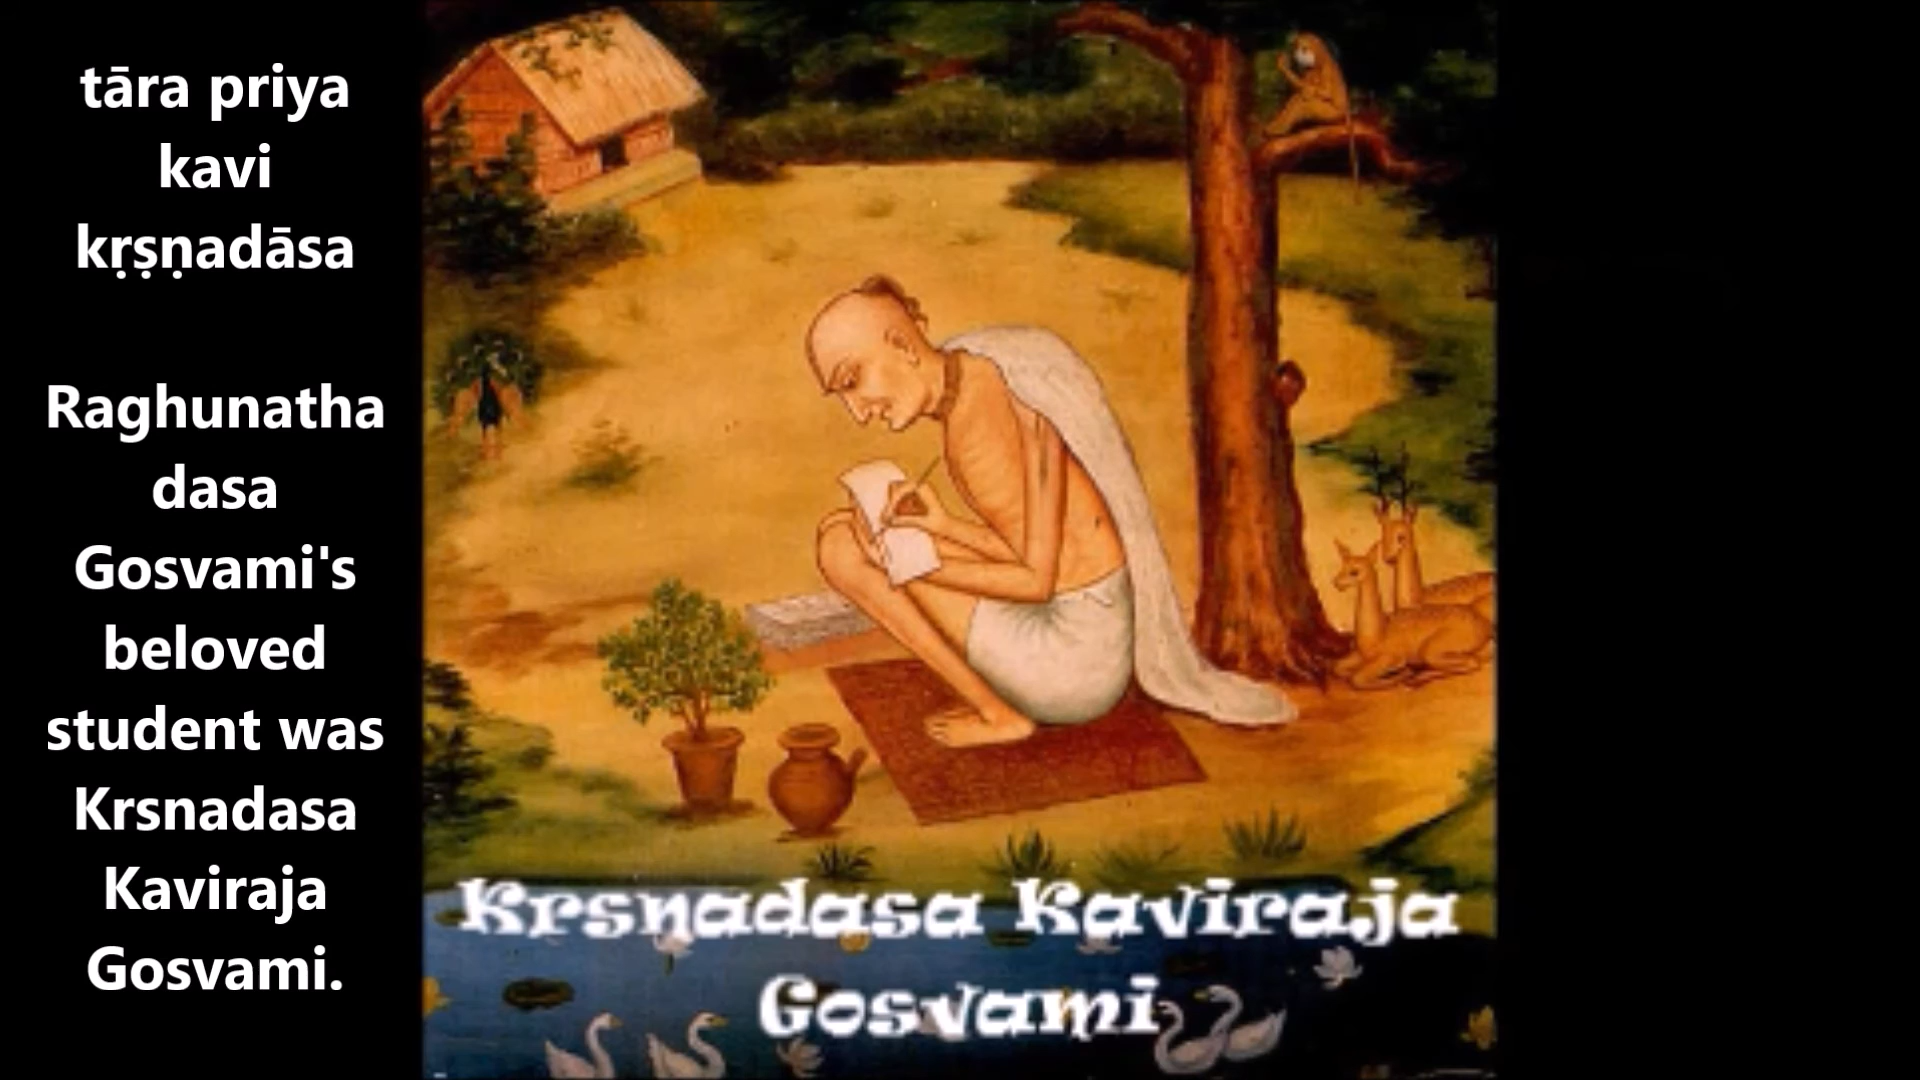 tāra priya
kavi
kṛṣṇadāsa
Raghunatha
dasa
Gosvami's
beloved
student was
Krsnadasa
Kaviraja
Gosvami.
Krsnadasa Kaviraja
Gosvami